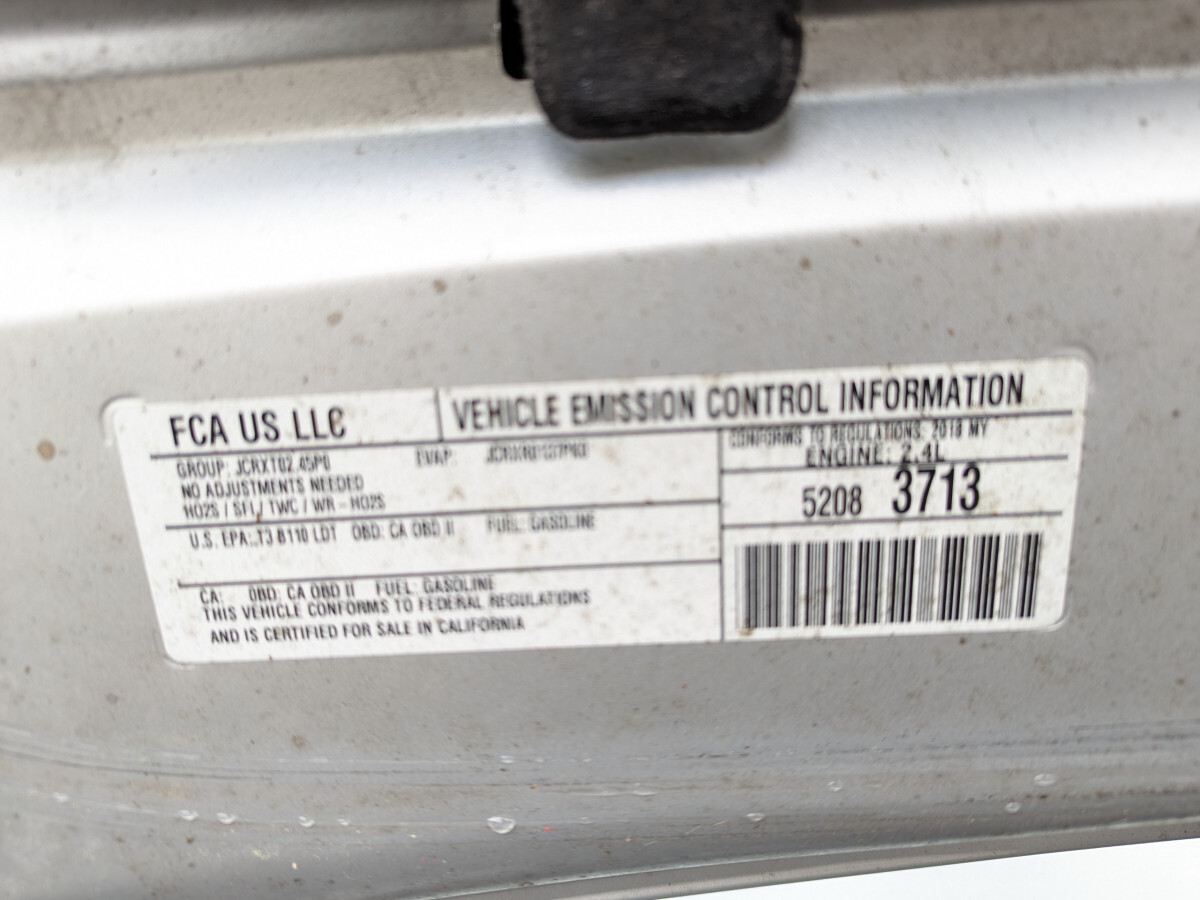 FCA US LLC
VEHICLE EMISSION CONTROL INFORMATION
GROUP: JCRXT02.45P0 EVAP:
NO ADJUSTMENTS NEEDED
HO2S / SFI / TWC / WR - HO2S
U.S. EPA: T3 B110 LDT OBD: CA OBD II FUEL: GASOLINE
CA: OBD: CA OBD II FUEL: GASOLINE
THIS VEHICLE CONFORMS TO FEDERAL REGULATIONS
AND IS CERTIFIED FOR SALE IN CALIFORNIA
CONFORMS TO REGULATIONS: 2018 MY
ENGINE: 2.4L
5208 3713